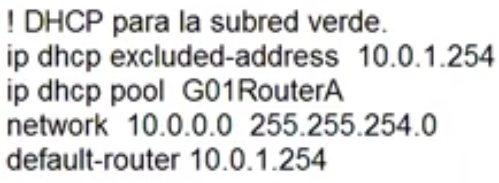 ! DHCP para la subred verde.
ip dhcp excluded-address 10.0.1.254
ip dhcp pool G01RouterA
network 10.0.0.0 255.255.254.0
default-router 10.0.1.254